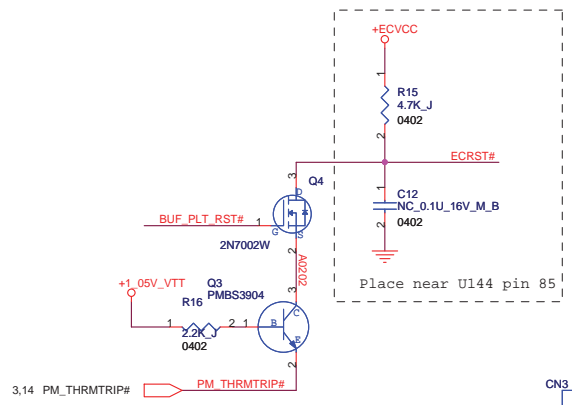 +ECVCC
1
R15
4.7K_J
0402
2
ECRST#
3
D
Q4
1
C12
NC_0.1U_16V_M_B
0402
2
BUF_PLT_RST#
1
G
S
2N7002W
2
A0202
Place near U144 pin 85
+1_05V_VTT
Q3
PMBS3904
3
R16
C
1
2
1
B
2.2K_J
0402
E
2
3,14 PM_THRMTRIP#
PM_THRMTRIP#
CN3